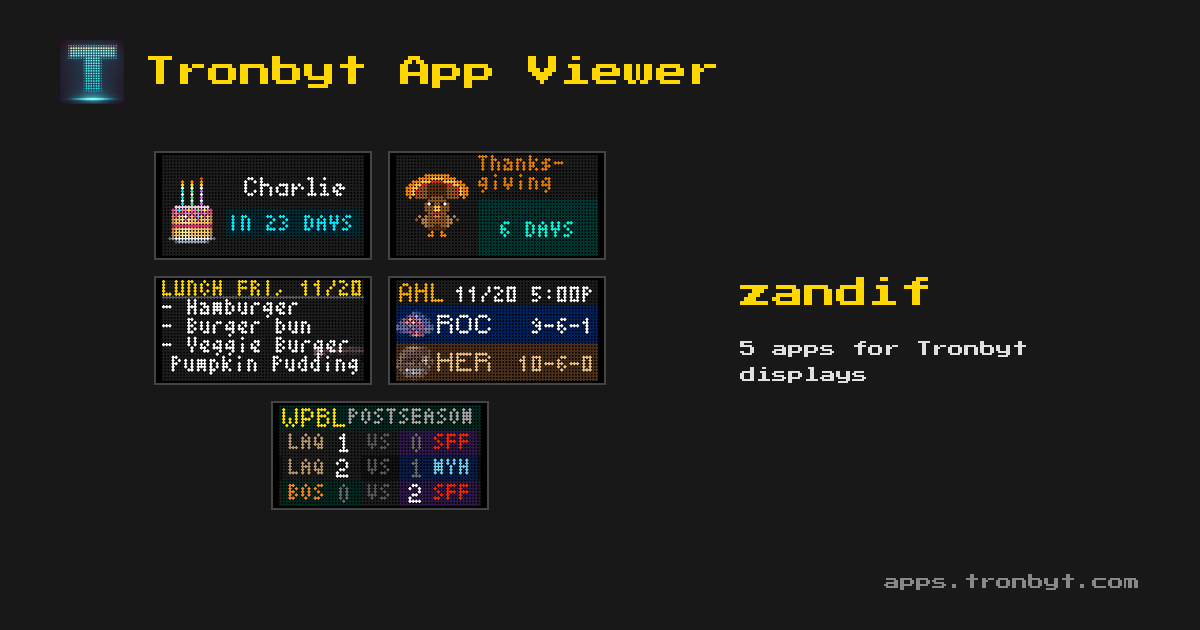 T
Tronbyt App Viewer
Charlie
IN 23 DAYS
Thanks-
giving
6 DAYS
LUNCH FRI, 11/20
- Hamburger
- Burger bun
- Veggie Burger
Pumpkin Pudding
AHL 11/20 5:00P
ROC 9-6-1
HER 10-6-0
WPBL POSTSEASON
LAQ 1 VS 0 SFF
LAQ 2 VS 1 NYH
BOS 0 VS 2 SFF
zandif
5 apps for Tronbyt
displays
apps.tronbyt.com